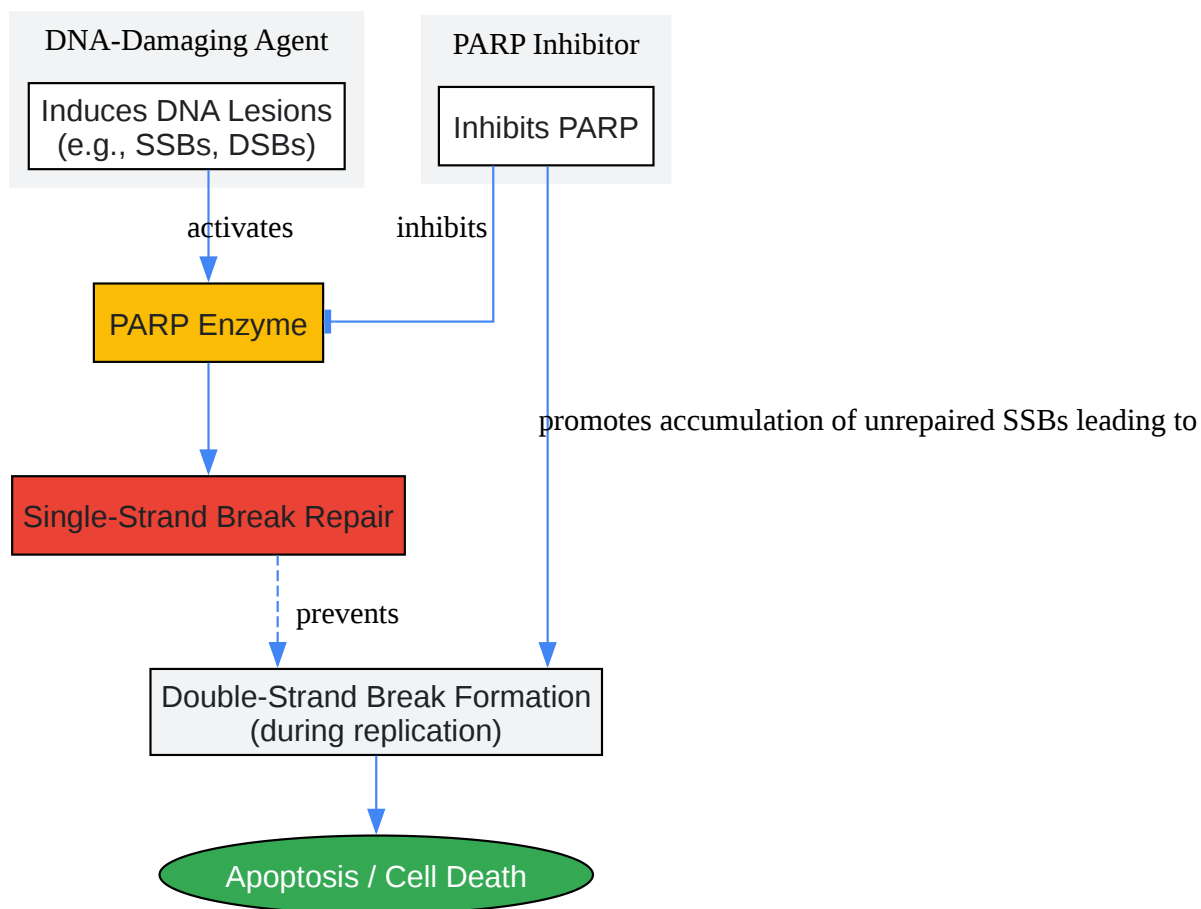 DNA-Damaging Agent
PARP Inhibitor
Induces DNA Lesions
(e.g., SSBs, DSBs)
Inhibits PARP
activates
inhibits
PARP Enzyme
promotes accumulation of unrepaired SSBs leading to
Single-Strand Break Repair
prevents
Double-Strand Break Formation
(during replication)
Apoptosis / Cell Death